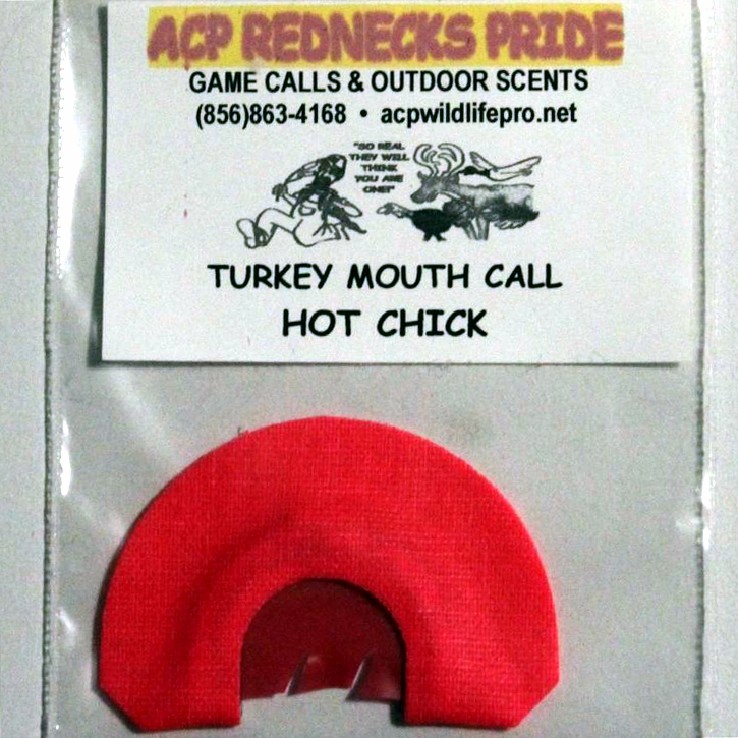 ACP REDNECKS PRIDE
GAME CALLS & OUTDOOR SCENTS
(856)863-4168 • acpwildlifepro.net
"SO REAL
THEY WILL
THINK
YOU ARE
ONE!"
TURKEY MOUTH CALL
HOT CHICK